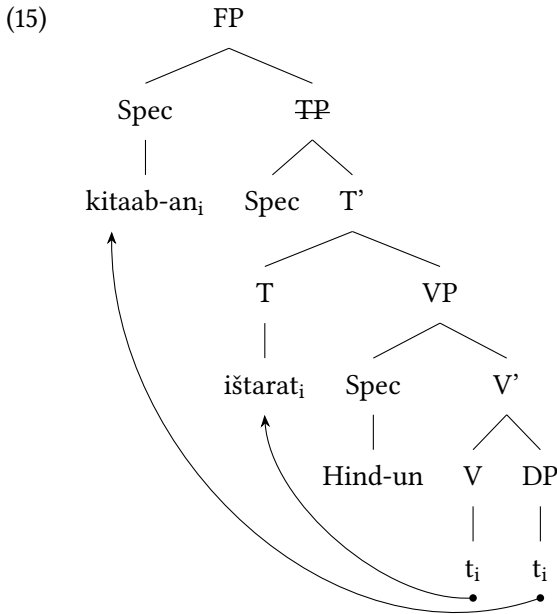 (15) FP
Spec TP
kitaab-anᵢ Spec T’
T VP
ištaratᵢ Spec V’
Hind-un V DP
tᵢ tᵢ